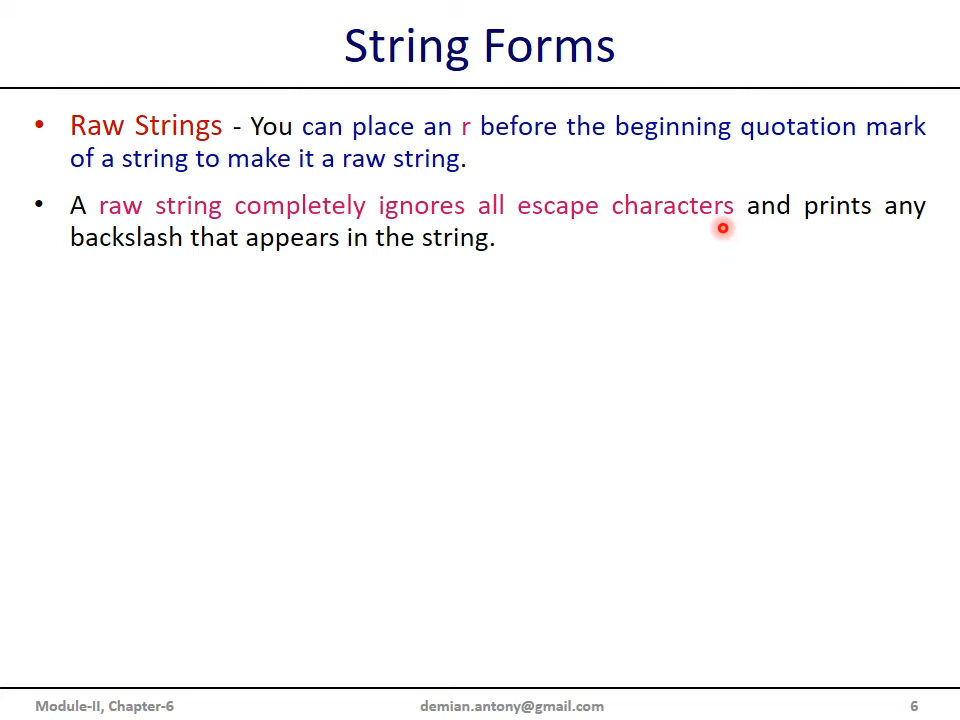 String Forms
• Raw Strings - You can place an r before the beginning quotation mark
of a string to make it a raw string.
• A raw string completely ignores all escape characters and prints any
backslash that appears in the string.
Module-II, Chapter-6 demian.antony@gmail.com 6